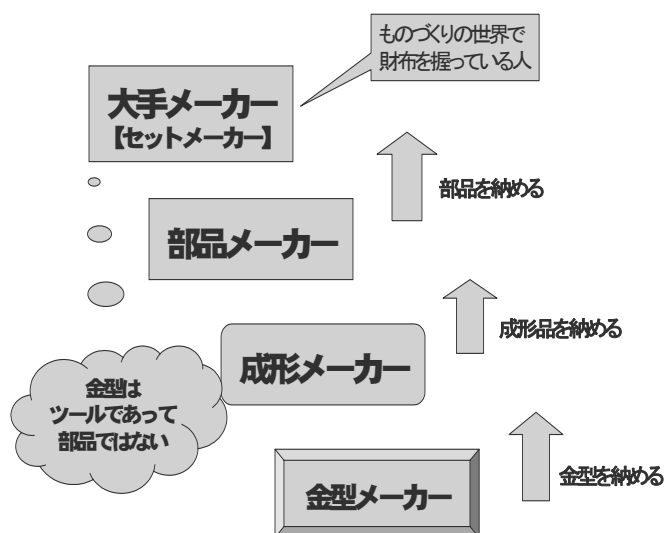 ものづくりの世界で
財布を握っている人
大手メーカー
【セットメーカー】
部品を納める
部品メーカー
成形品を納める
成形メーカー
金型は
ツールであって
部品ではない
金型を納める
金型メーカー